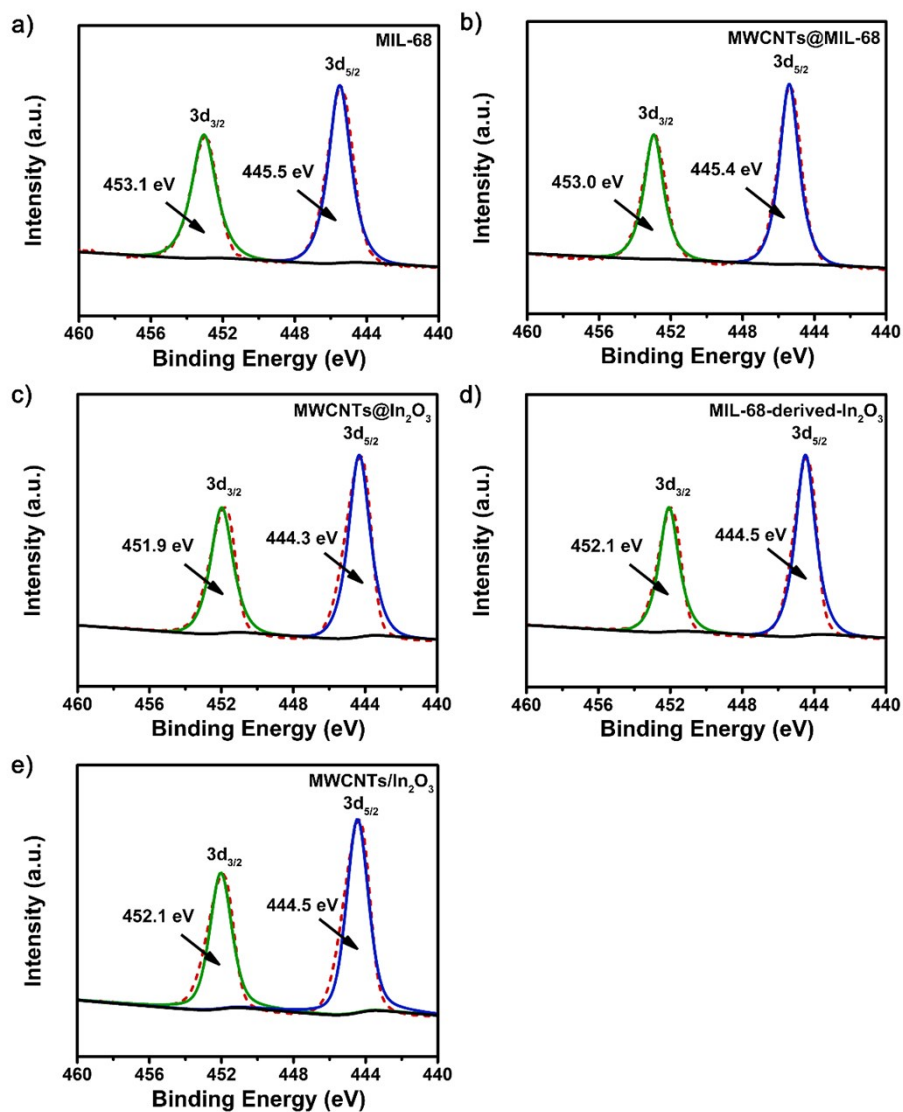 a)
MIL-68
3d5/2
3d3/2
453.1 eV
445.5 eV
Intensity (a.u.)
460 456 452 448 444 440
Binding Energy (eV)
b)
MWCNTs@MIL-68
3d5/2
3d3/2
453.0 eV
445.4 eV
Intensity (a.u.)
460 456 452 448 444 440
Binding Energy (eV)
c)
MWCNTs@In2O3
3d5/2
3d3/2
451.9 eV
444.3 eV
Intensity (a.u.)
460 456 452 448 444 440
Binding Energy (eV)
d)
MIL-68-derived-In2O3
3d5/2
3d3/2
452.1 eV
444.5 eV
Intensity (a.u.)
460 456 452 448 444 440
Binding Energy (eV)
e)
MWCNTs/In2O3
3d5/2
3d3/2
452.1 eV
444.5 eV
Intensity (a.u.)
460 456 452 448 444 440
Binding Energy (eV)